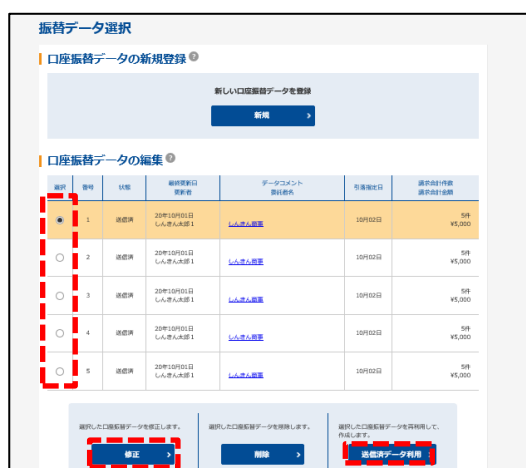 振替データ選択
口座振替データの新規登録 ?
新しい口座振替データを登録
新規 >
口座振替データの編集 ?
選択 番号 状態 最終更新日 データコメント 引落指定日 請求合計件数
更新者 委託者名 請求合計金額
1 送信済 20年10月01日 10月02日 5件
しんきん太郎1 しんきん商事 ¥5,000
2 送信済 20年10月01日 10月02日 5件
しんきん太郎1 しんきん商事 ¥5,000
3 送信済 20年10月01日 10月02日 5件
しんきん太郎1 しんきん商事 ¥5,000
4 送信済 20年10月01日 10月02日 5件
しんきん太郎1 しんきん商事 ¥5,000
5 送信済 20年10月01日 10月02日 5件
しんきん太郎1 しんきん商事 ¥5,000
選択した口座振替データを修正します。 選択した口座振替データを削除します。 選択した口座振替データを再利用して、
作成します。
修正 > 削除 > 送信済データ利用 >